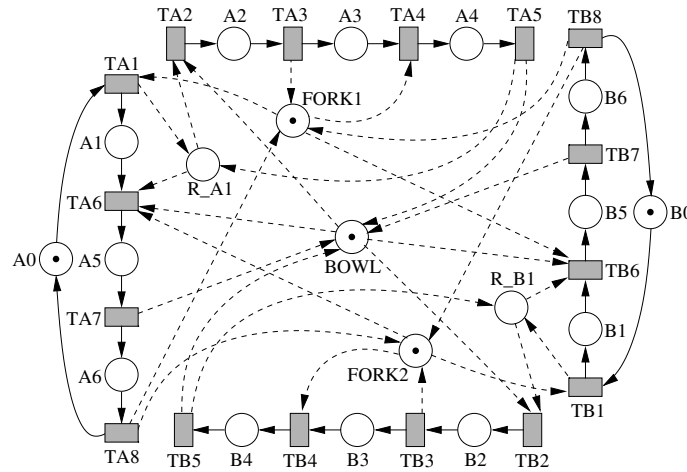 TA2 A2 TA3 A3 TA4 A4 TA5 TB8
TA1
FORK1
B6
A1
R_A1
TB7
TA6
B5
B0
A0
BOWL
A5
R_B1
TB6
TA7
B1
A6
FORK2
TB1
TA8
TB5 B4 TB4 B3 TB3 B2 TB2